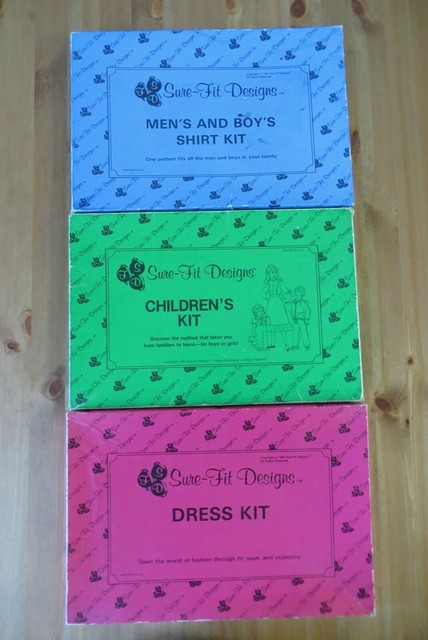 Sure-Fit Designs
MEN'S AND BOY'S
SHIRT KIT
One pattern fits all the men and boys in your family.
Sure-Fit Designs
CHILDREN'S
KIT
Discover the method that takes you
from toddlers to teens—for boys or girls!
Sure-Fit Designs
DRESS KIT
Open the world of fashion through fit, ease, and economy.